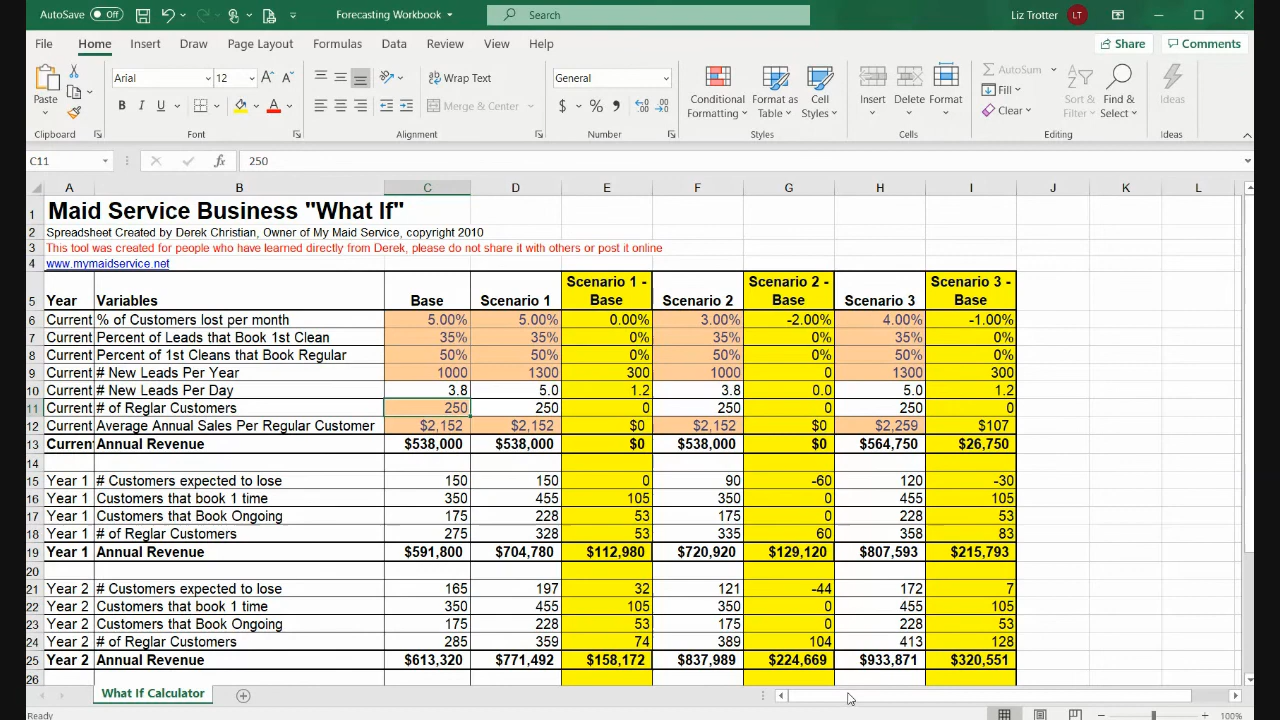 AutoSave Off Forecasting Workbook Search Liz Trotter LT
File Home Insert Draw Page Layout Formulas Data Review View Help Share Comments
Arial 12 Wrap Text General AutoSum
Paste B I U Merge & Center $ % Conditional Format as Cell Insert Delete Format Fill Sort & Find & Ideas
Formatting Table Styles Clear Filter Select
Clipboard Font Alignment Number Styles Cells Editing Ideas
C11 fx 250
A B C D E F G H I J K L
1 Maid Service Business "What If"
2 Spreadsheet Created by Derek Christian, Owner of My Maid Service, copyright 2010
3 This tool was created for people who have learned directly from Derek, please do not share it with others or post it online
4 www.mymaidservice.net
Scenario 1 - Scenario 2 - Scenario 3 -
5 Year Variables Base Scenario 1 Base Scenario 2 Base Scenario 3 Base
6 Current % of Customers lost per month 5.00% 5.00% 0.00% 3.00% -2.00% 4.00% -1.00%
7 Current Percent of Leads that Book 1st Clean 35% 35% 0% 35% 0% 35% 0%
8 Current Percent of 1st Cleans that Book Regular 50% 50% 0% 50% 0% 50% 0%
9 Current # New Leads Per Year 1000 1300 300 1000 0 1300 300
10 Current # New Leads Per Day 3.8 5.0 1.2 3.8 0.0 5.0 1.2
11 Current # of Reglar Customers 250 250 0 250 0 250 0
12 Current Average Annual Sales Per Regular Customer $2,152 $2,152 $0 $2,152 $0 $2,259 $107
13 Curren Annual Revenue $538,000 $538,000 $0 $538,000 $0 $564,750 $26,750
14
15 Year 1 # Customers expected to lose 150 150 0 90 -60 120 -30
16 Year 1 Customers that book 1 time 350 455 105 350 0 455 105
17 Year 1 Customers that Book Ongoing 175 228 53 175 0 228 53
18 Year 1 # of Reglar Customers 275 328 53 335 60 358 83
19 Year 1 Annual Revenue $591,800 $704,780 $112,980 $720,920 $129,120 $807,593 $215,793
20
21 Year 2 # Customers expected to lose 165 197 32 121 -44 172 7
22 Year 2 Customers that book 1 time 350 455 105 350 0 455 105
23 Year 2 Customers that Book Ongoing 175 228 53 175 0 228 53
24 Year 2 # of Reglar Customers 285 359 74 389 104 413 128
25 Year 2 Annual Revenue $613,320 $771,492 $158,172 $837,989 $224,669 $933,871 $320,551
26
What If Calculator
Ready 100%